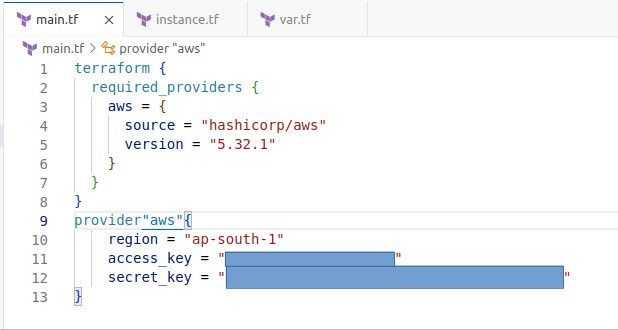 main.tf instance.tf var.tf
main.tf > provider "aws"
1 terraform {
2 required_providers {
3 aws = {
4 source = "hashicorp/aws"
5 version = "5.32.1"
6 }
7 }
8 }
9 provider"aws"{
10 region = "ap-south-1"
11 access_key = ""
12 secret_key = ""
13 }